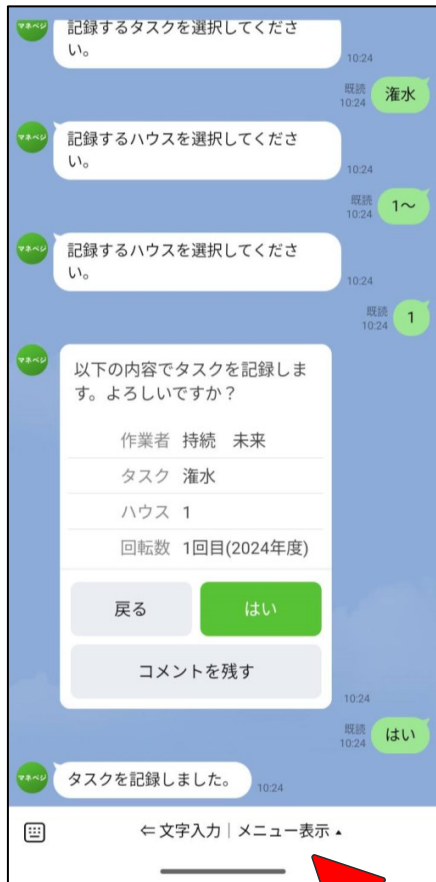 マネベジ
記録するタスクを選択してくださ
い。
10:24
既読
10:24
潅水
マネベジ
記録するハウスを選択してくださ
い。
10:24
既読
10:24
1～
マネベジ
記録するハウスを選択してくださ
い。
10:24
既読
10:24
1
マネベジ
以下の内容でタスクを記録しま
す。よろしいですか？
作業者 持続　未来
タスク 潅水
ハウス 1
回転数 1回目(2024年度)
戻る はい
コメントを残す
10:24
既読
10:24
はい
マネベジ
タスクを記録しました。
10:24
⇐文字入力｜メニュー表示▲